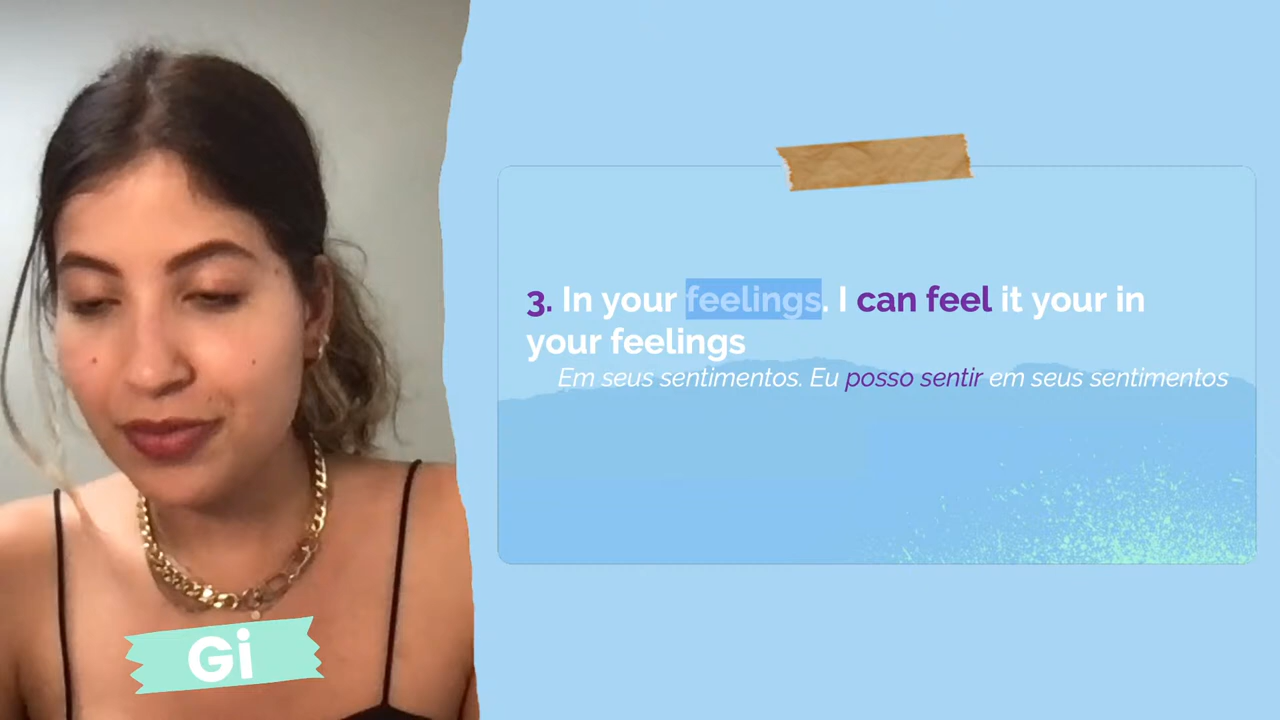 3. In your feelings. I can feel it your in
your feelings
Em seus sentimentos. Eu posso sentir em seus sentimentos
Gi